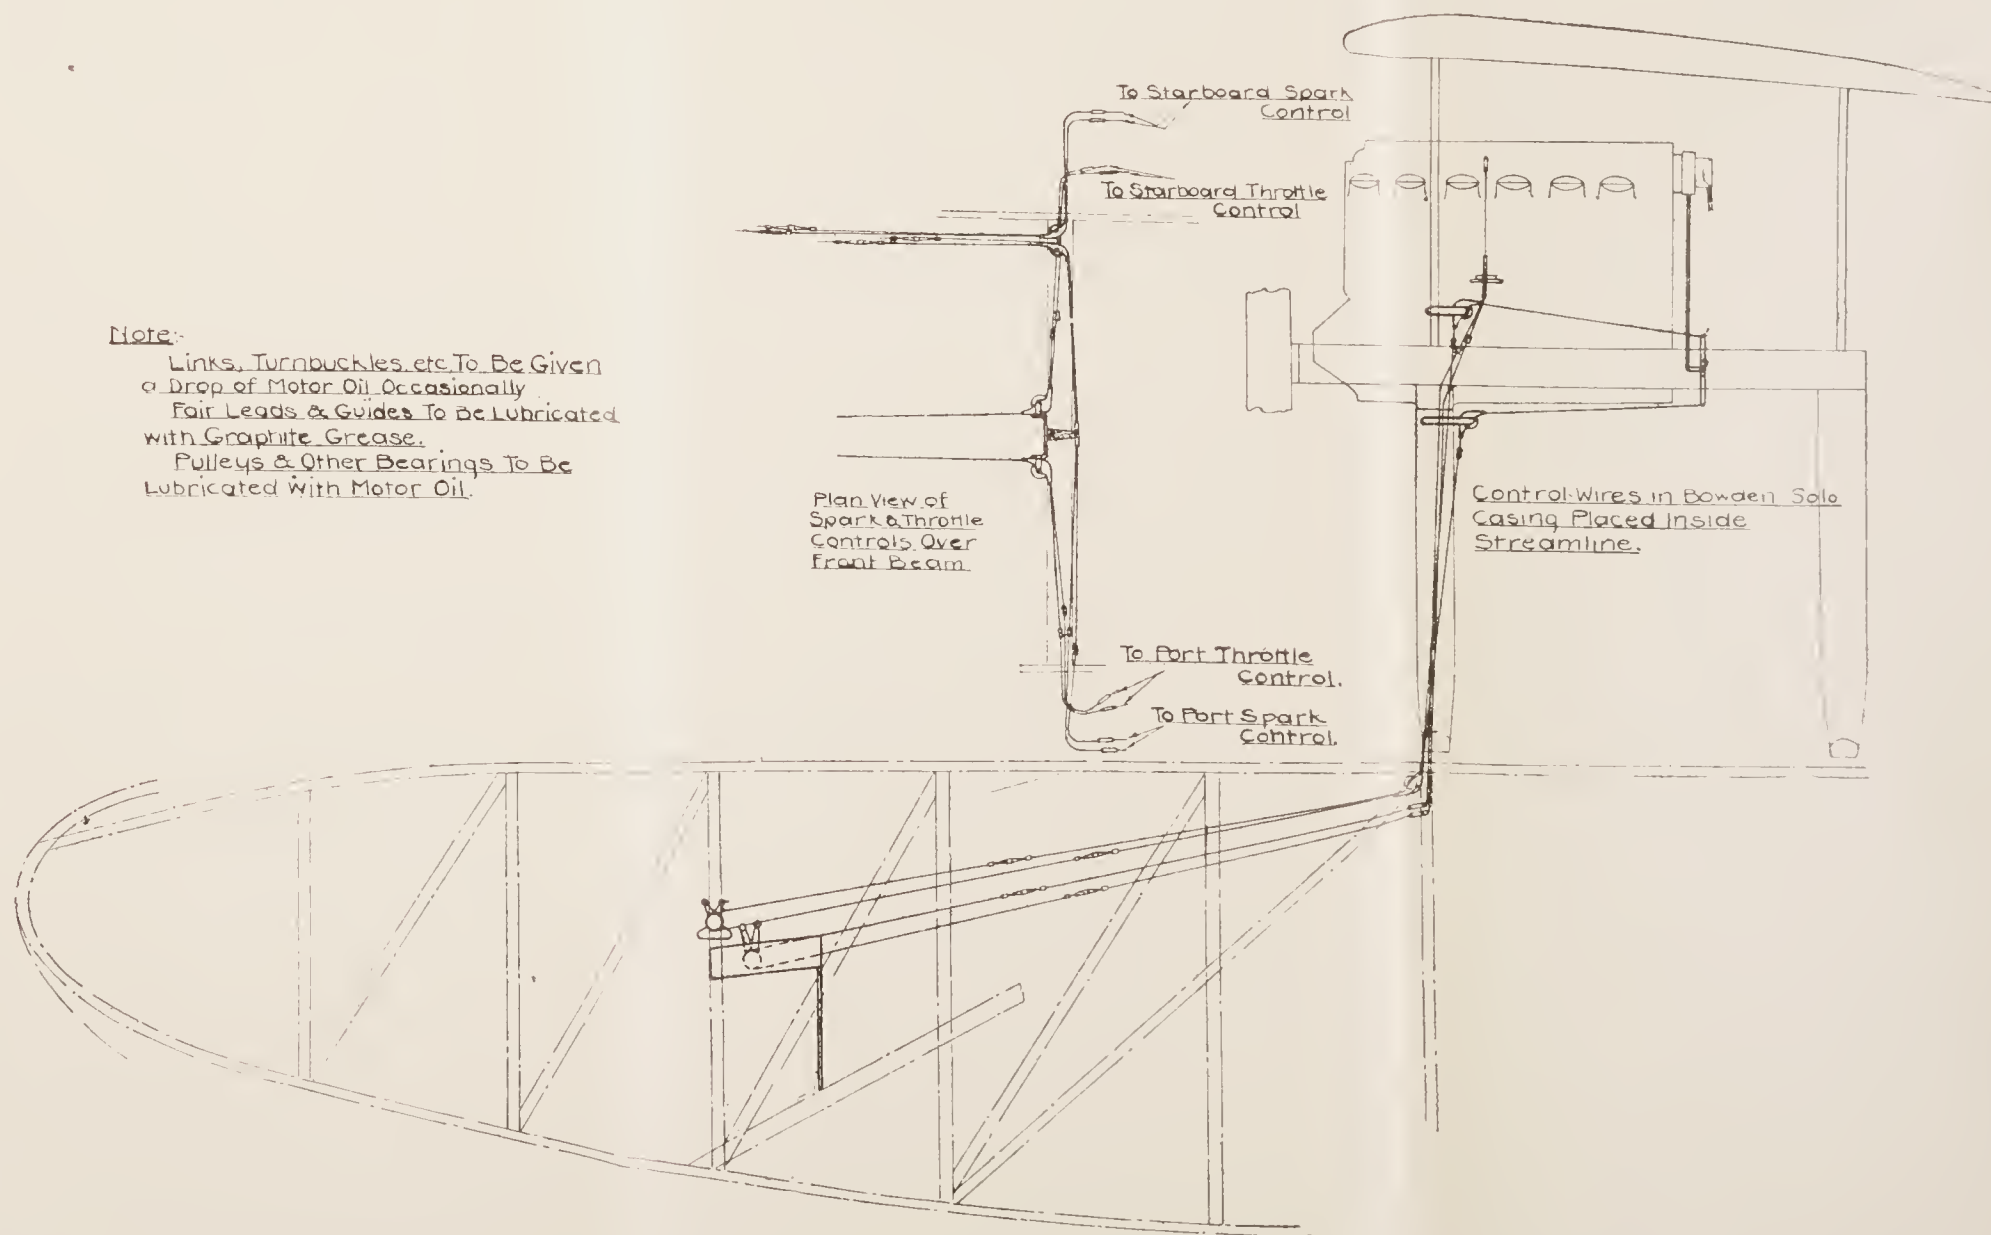 Note:-
Links, Turnbuckles, etc. To Be Given
a Drop of Motor Oil Occasionally
Fair Leads & Guides To Be Lubricated
with Graphite Grease.
Pulleys & Other Bearings To Be
Lubricated with Motor Oil.
To Starboard Spark
Control
To Starboard Throttle
Control
Plan View of
Spark & Throttle
Controls Over
Front Beam
Control Wires in Bowden Solo
Casing Placed Inside
Streamline.
To Port Throttle
Control.
To Port Spark
Control.